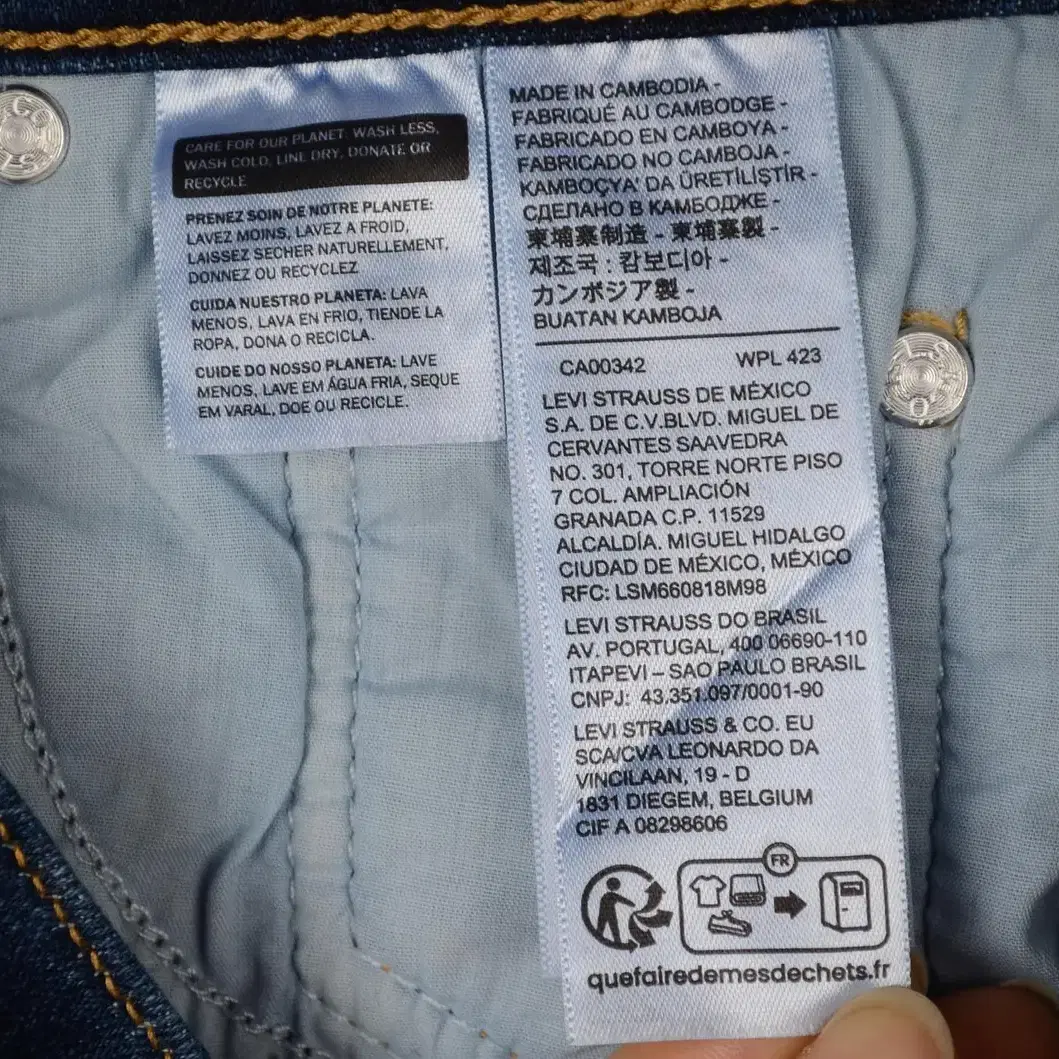 CARE FOR OUR PLANET: WASH LESS,
WASH COLD, LINE DRY, DONATE OR
RECYCLE
PRENEZ SOIN DE NOTRE PLANETE:
LAVEZ MOINS, LAVEZ A FROID,
LAISSEZ SECHER NATURELLEMENT,
DONNEZ OU RECYCLEZ
CUIDA NUESTRO PLANETA: LAVA
MENOS, LAVA EN FRIO, TIENDE LA
ROPA, DONA O RECICLA.
CUIDE DO NOSSO PLANETA: LAVE
MENOS, LAVE EM ÁGUA FRIA, SEQUE
EM VARAL, DOE OU RECICLE.
MADE IN CAMBODIA -
FABRIQUÉ AU CAMBODGE -
FABRICADO EN CAMBOYA -
FABRICADO NO CAMBOJA -
KAMBOÇYA' DA ÜRETİLİŞTİR -
СДЕЛАНО В КАМБОДЖЕ -
柬埔寨制造 - 柬埔寨製 -
제조국 : 캄보디아 -
カンボジア製 -
BUATAN KAMBOJA
CA00342 WPL 423
LEVI STRAUSS DE MÉXICO
S.A. DE C.V.BLVD. MIGUEL DE
CERVANTES SAAVEDRA
NO. 301, TORRE NORTE PISO
7 COL. AMPLIACIÓN
GRANADA C.P. 11529
ALCALDÍA. MIGUEL HIDALGO
CIUDAD DE MÉXICO, MÉXICO
RFC: LSM660818M98
LEVI STRAUSS DO BRASIL
AV. PORTUGAL, 400 06690-110
ITAPEVI – SAO PAULO BRASIL
CNPJ: 43.351.097/0001-90
LEVI STRAUSS & CO. EU
SCA/CVA LEONARDO DA
VINCILAAN, 19 - D
1831 DIEGEM, BELGIUM
CIF A 08298606
FR
quefairedemesdechets.fr